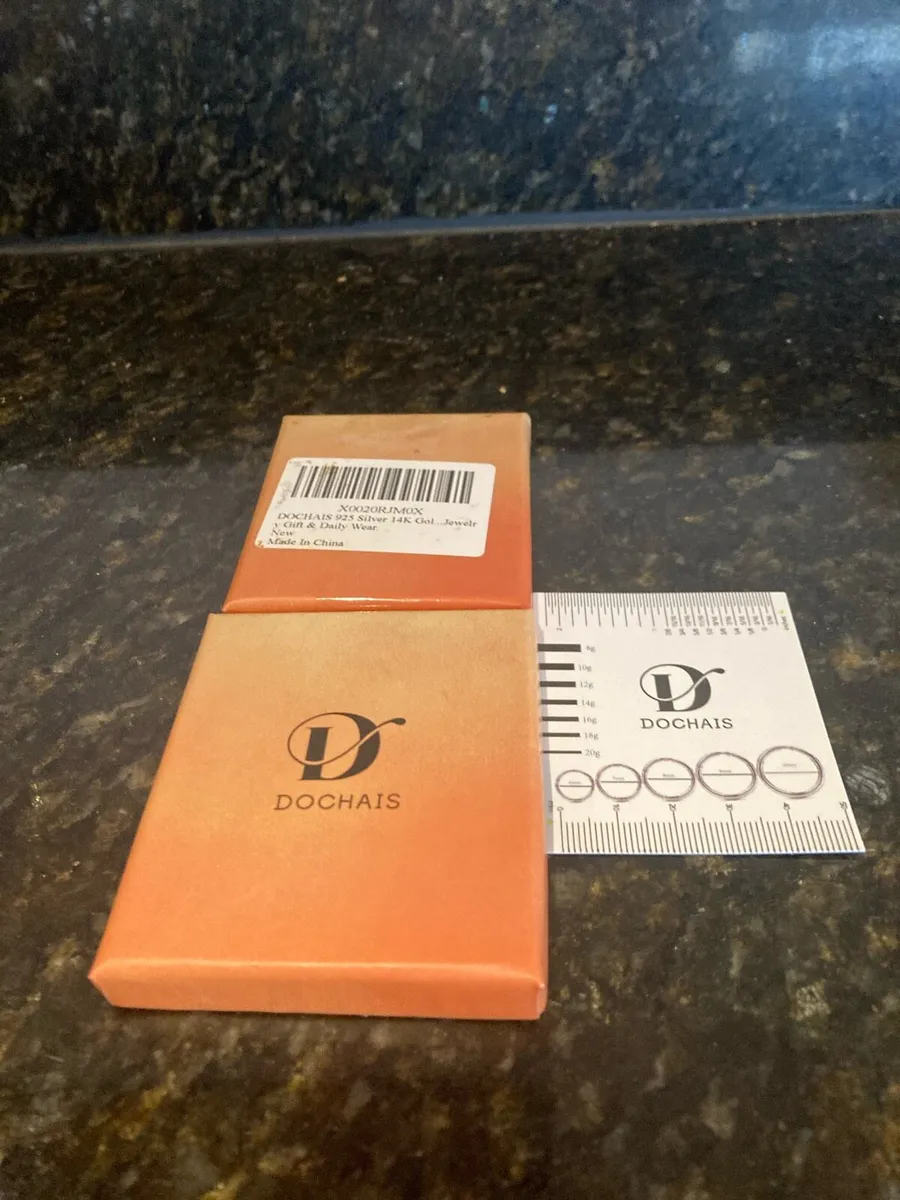 X0020RJM0X
DOCHAIS 925 Silver 14K Gol...Jewelr
y Gift & Daily Wear.
New
Made In China
D
DOCHAIS
8g
10g
12g
14g
16g
18g
20g
D
DOCHAIS